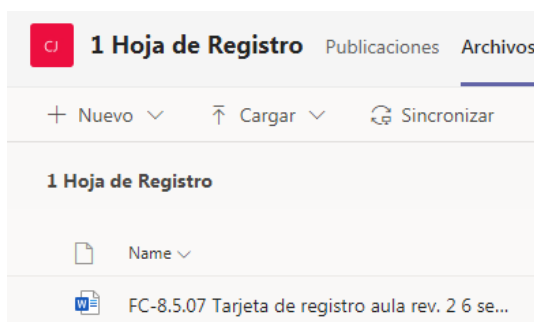 CJ 1 Hoja de Registro Publicaciones Archivos
Nuevo Cargar Sincronizar
1 Hoja de Registro
Name
FC-8.5.07 Tarjeta de registro aula rev. 2 6 se...